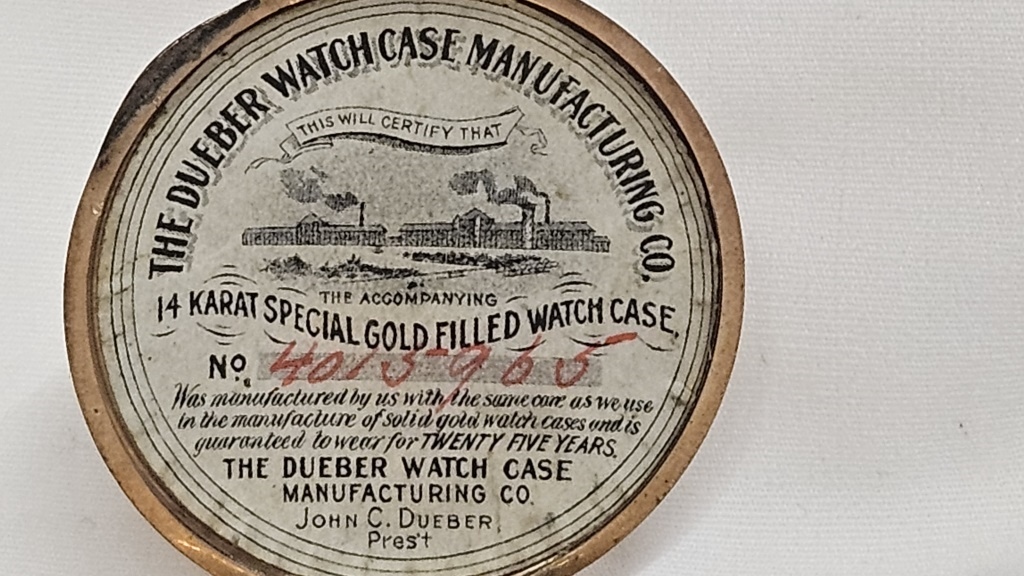 THE DUEBER WATCH CASE MANUFACTURING CO.
THIS WILL CERTIFY THAT
THE ACCOMPANYING
14 KARAT SPECIAL GOLD FILLED WATCH CASE,
No. 4015965
Was manufactured by us with the same care as we use
in the manufacture of solid gold watch cases and is
guaranteed to wear for TWENTY FIVE YEARS.
THE DUEBER WATCH CASE
MANUFACTURING CO.
JOHN C. DUEBER,
Pres't